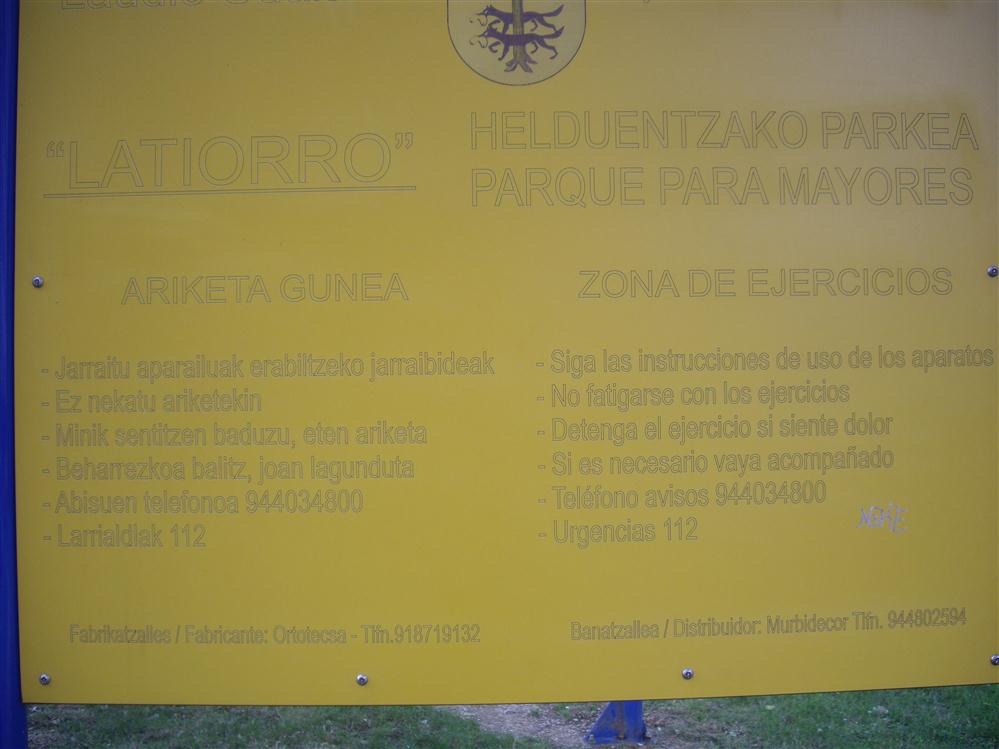 "LATIORRO"
HELDUENTZAKO PARKEA
PARQUE PARA MAYORES
ARIKETA GUNEA
- Jarraitu aparailuak erabiltzeko jarraibideak
- Ez nekatu ariketekin
- Minik sentitzen baduzu, eten ariketa
- Beharrezkoa balitz, joan lagunduta
- Abisuen telefonoa 944034800
- Larrialdiak 112
ZONA DE EJERCICIOS
- Siga las instrucciones de uso de los aparatos
- No fatigarse con los ejercicios
- Detenga el ejercicio si siente dolor
- Si es necesario vaya acompañado
- Teléfono avisos 944034800
- Urgencias 112
Fabrikatzalles / Fabricante: Ortotecsa - Tlfn.918719132
Banatzallea / Distribuidor: Murbidecor Tlfn. 944802594